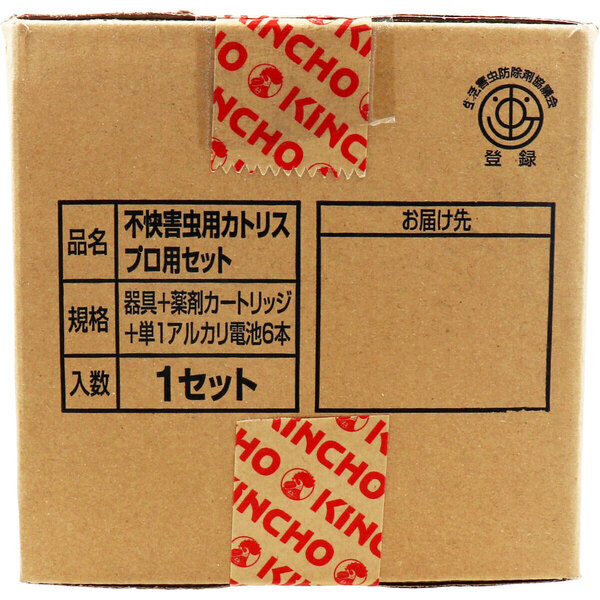 KINCHO
KINCHO
KINCHO
生活害虫防除剤協議会
登録
品名
不快害虫用カトリス
プロ用セット
規格
器具+薬剤カートリッジ
+単1アルカリ電池6本
入数
1セット
お届け先
KINCHO
KINCHO
KINCHO
KINCHO